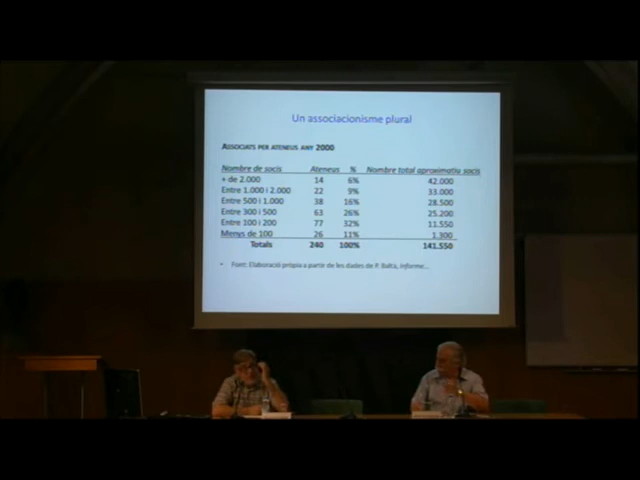 Un associacionisme plural
ASSOCIATS PER ATENEUS ANY 2000
Nombre de socis Ateneus % Nombre total aproximatiu socis
+ de 2.000 14 6% 42.000
Entre 1.000 i 2.000 22 9% 33.000
Entre 500 i 1.000 38 16% 28.500
Entre 300 i 500 63 26% 25.200
Entre 100 i 200 77 32% 11.550
Menys de 100 26 11% 1.300
Totals 240 100% 141.550
• Font: Elaboració pròpia a partir de les dades de P. Baltà, Informe...